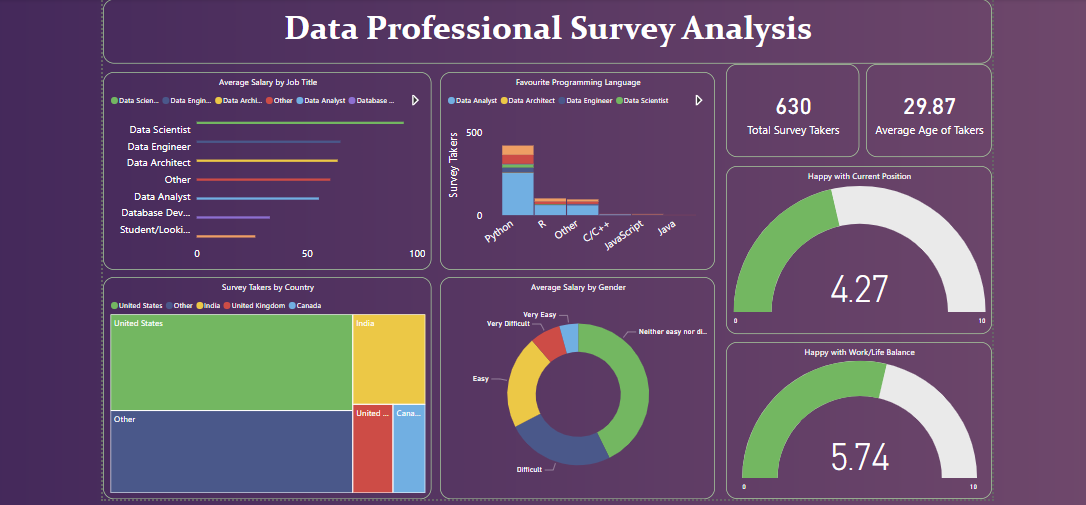 Data Professional Survey Analysis
Average Salary by Job Title
Data Scien... Data Engin... Data Archi... Other Data Analyst Database ...
Data Scientist
Data Engineer
Data Architect
Other
Data Analyst
Database Dev...
Student/Looki...
0 50 100
Favourite Programming Language
Data Analyst Data Architect Data Engineer Data Scientist
Survey Takers
500
0
Python R Other C/C++ JavaScript Java
630
Total Survey Takers
29.87
Average Age of Takers
Happy with Current Position
4.27
0 10
Survey Takers by Country
United States Other India United Kingdom Canada
United States
India
Other
United ...
Cana...
Average Salary by Gender
Very Easy
Very Difficult
Neither easy nor di...
Easy
Difficult
Happy with Work/Life Balance
5.74
0 10